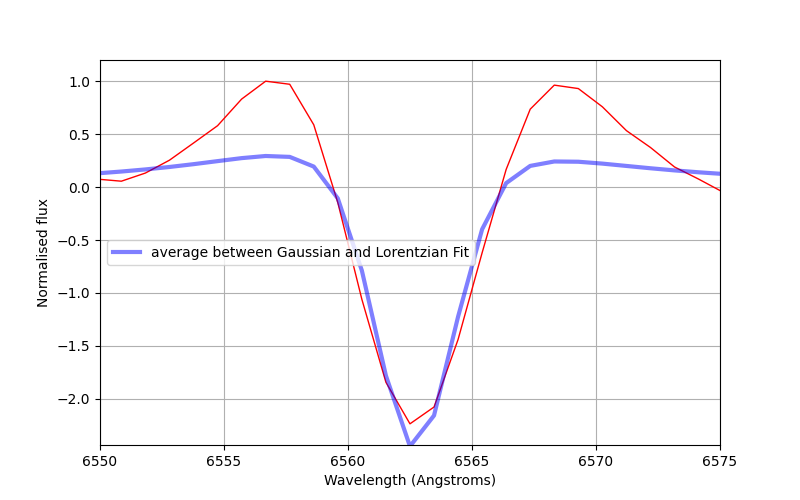 1.0
0.5
0.0
−0.5
−1.0
−1.5
−2.0
Normalised flux
average between Gaussian and Lorentzian Fit
6550 6555 6560 6565 6570 6575
Wavelength (Angstroms)